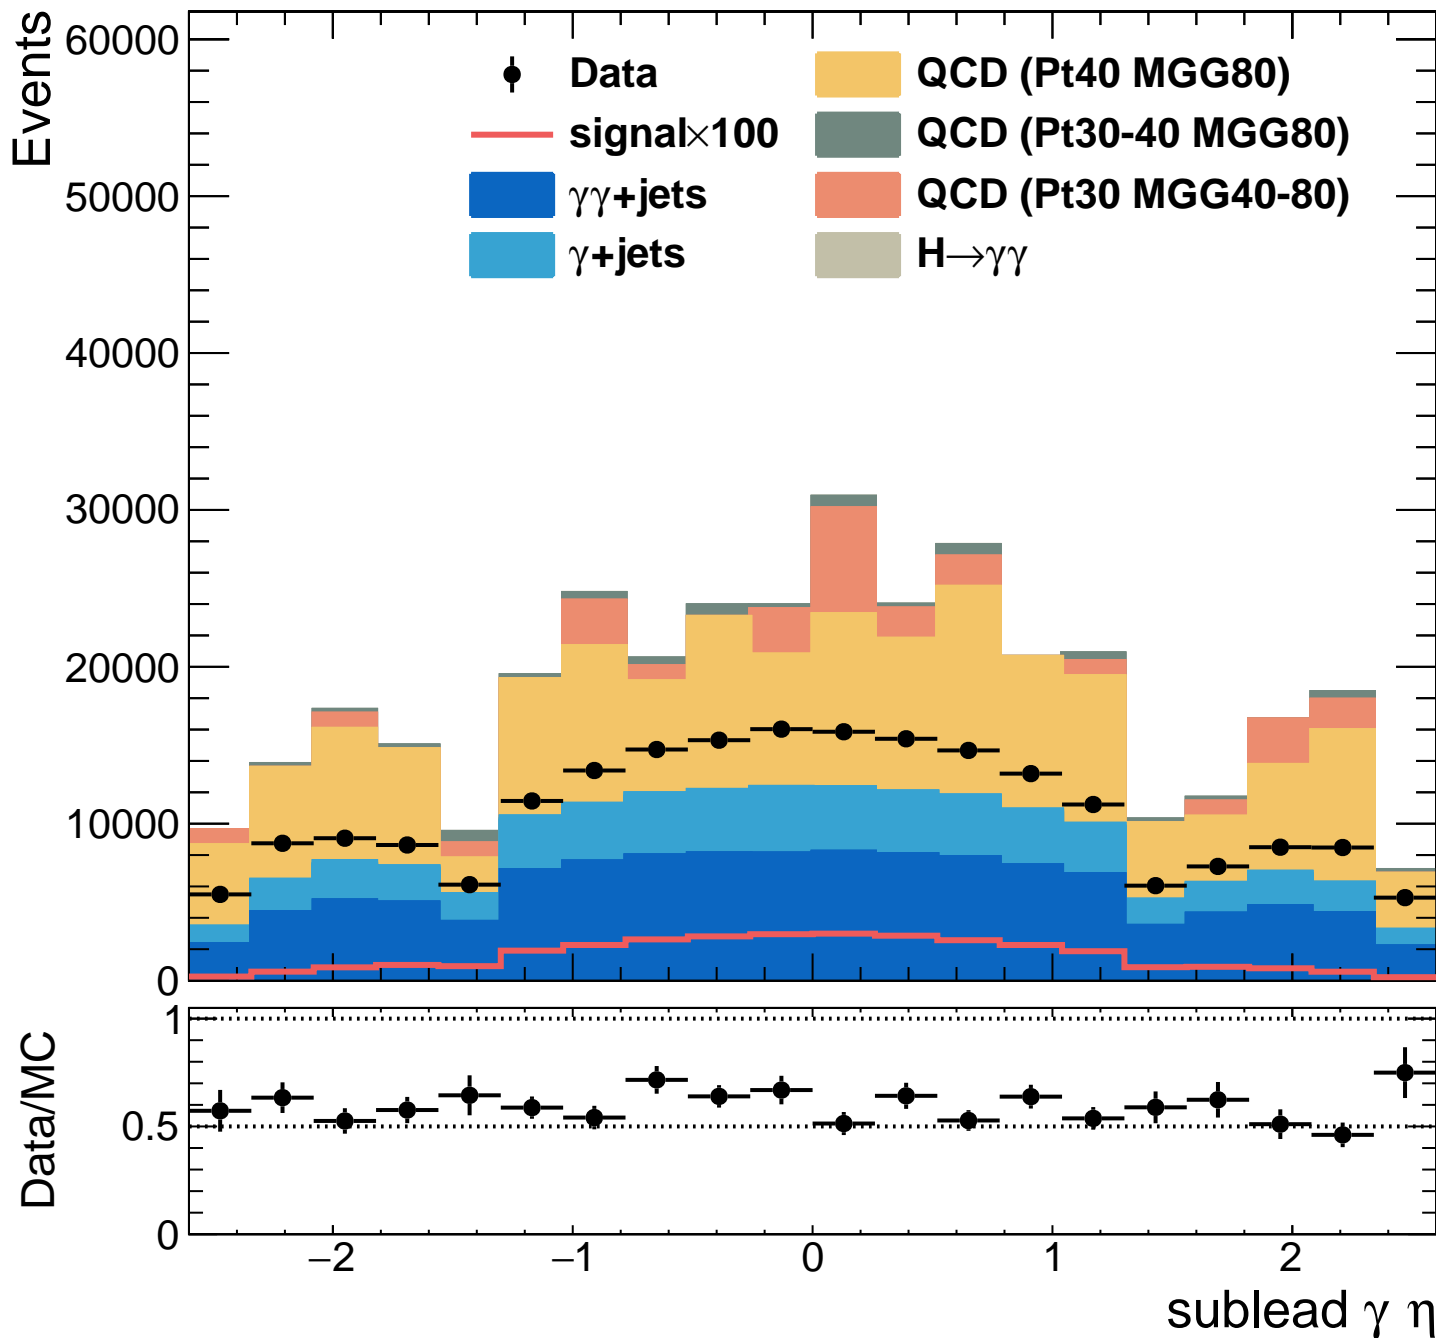 Events
60000
50000
40000
30000
20000
10000
0
Data
signal×100
γγ+jets
γ+jets
QCD (Pt40 MGG80)
QCD (Pt30-40 MGG80)
QCD (Pt30 MGG40-80)
H→γγ
Data/MC
1
0.5
0
−2 −1 0 1 2
sublead γ η